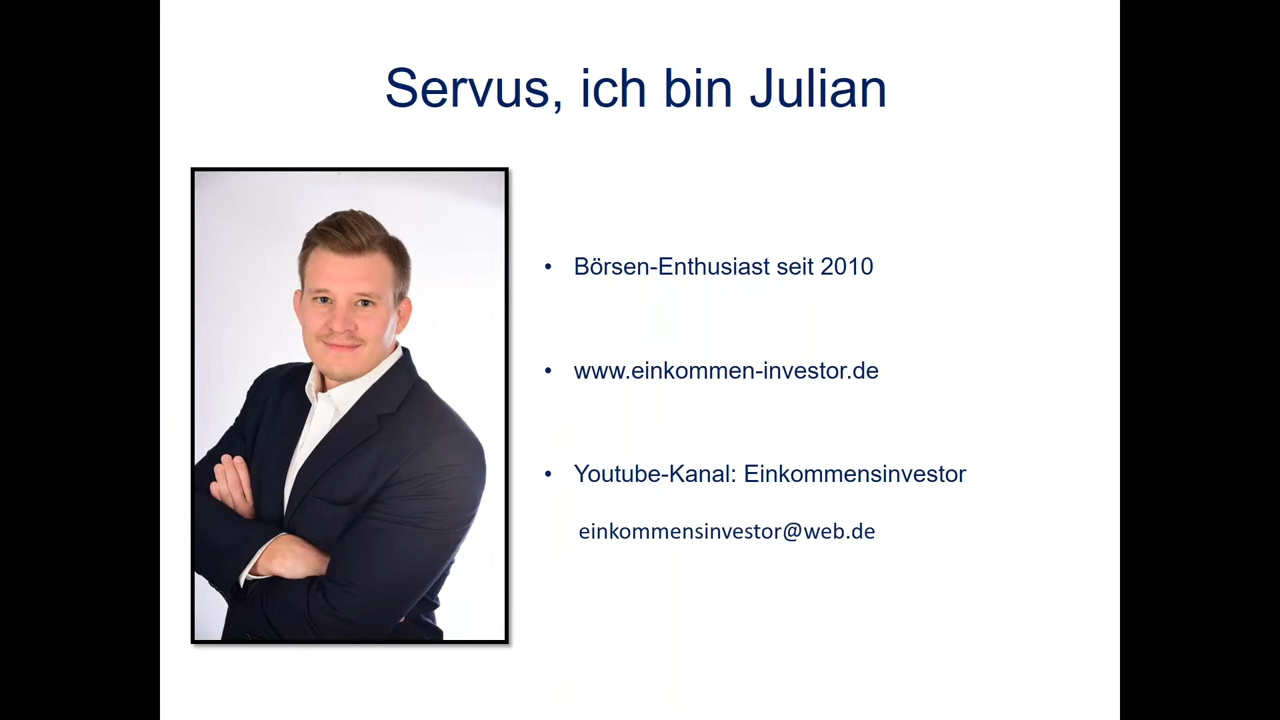 Servus, ich bin Julian
• Börsen-Enthusiast seit 2010
• www.einkommen-investor.de
• Youtube-Kanal: Einkommensinvestor
einkommensinvestor@web.de